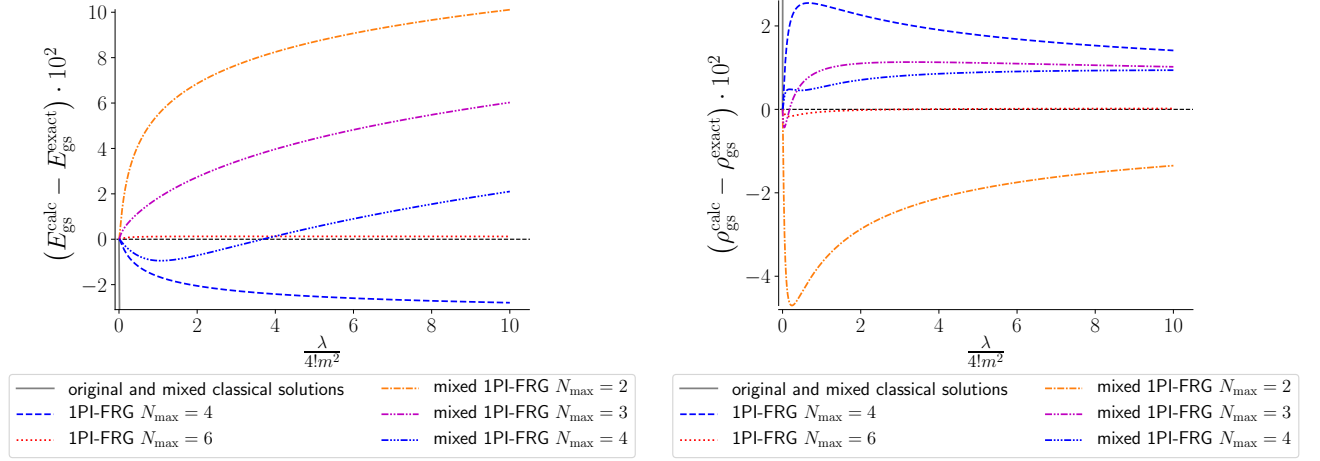 (E_gs^calc − E_gs^exact) · 10^2
10
8
6
4
2
0
−2
0 2 4 6 8 10
λ/4!m^2
original and mixed classical solutions
1PI-FRG N_max = 4
1PI-FRG N_max = 6
mixed 1PI-FRG N_max = 2
mixed 1PI-FRG N_max = 3
mixed 1PI-FRG N_max = 4
(ρ_gs^calc − ρ_gs^exact) · 10^2
2
0
−2
−4
0 2 4 6 8 10
λ/4!m^2
original and mixed classical solutions
1PI-FRG N_max = 4
1PI-FRG N_max = 6
mixed 1PI-FRG N_max = 2
mixed 1PI-FRG N_max = 3
mixed 1PI-FRG N_max = 4